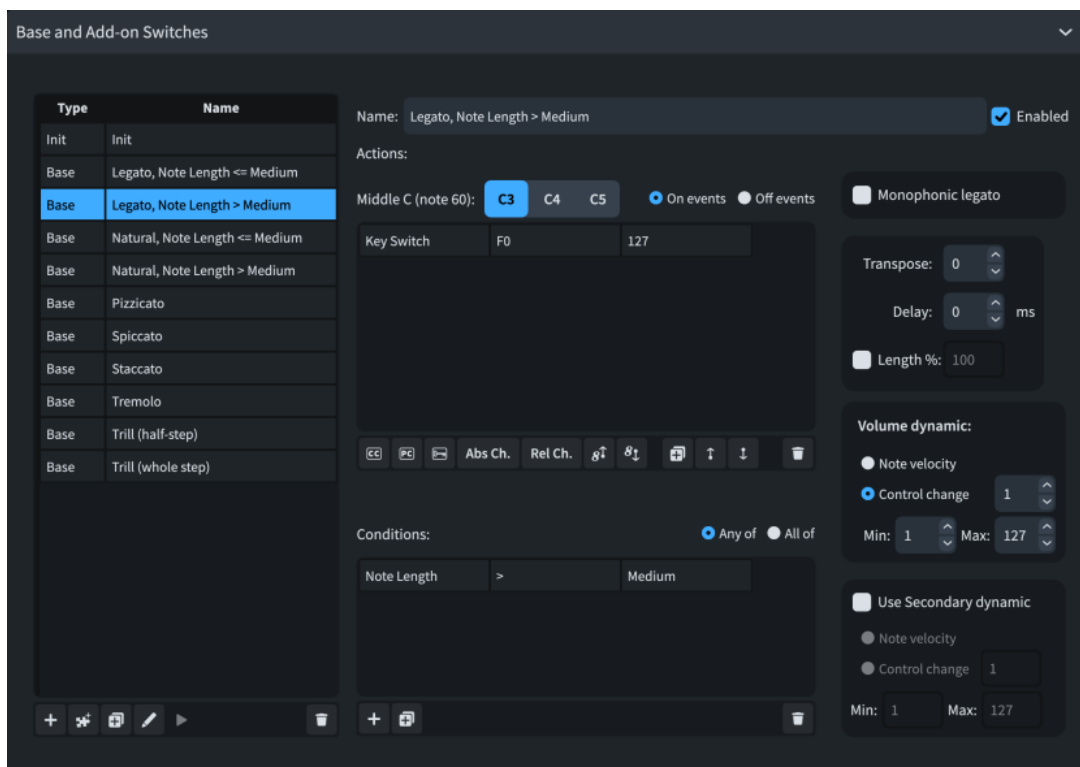 Base and Add-on Switches
Type Name
Init Init
Base Legato, Note Length <= Medium
Base Legato, Note Length > Medium
Base Natural, Note Length <= Medium
Base Natural, Note Length > Medium
Base Pizzicato
Base Spiccato
Base Staccato
Base Tremolo
Base Trill (half-step)
Base Trill (whole step)
Name: Legato, Note Length > Medium Enabled
Actions:
Middle C (note 60): C3 C4 C5 On events Off events
Key Switch F0 127
CC PC Abs Ch. Rel Ch. 8 8
Conditions: Any of All of
Note Length > Medium
Monophonic legato
Transpose: 0
Delay: 0 ms
Length %: 100
Volume dynamic:
Note velocity
Control change 1
Min: 1 Max: 127
Use Secondary dynamic
Note velocity
Control change 1
Min: 1 Max: 127